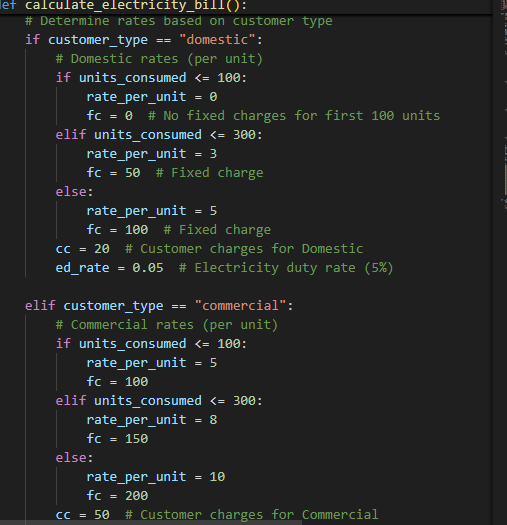 def calculate_electricity_bill():
    # Determine rates based on customer type
    if customer_type == "domestic":
        # Domestic rates (per unit)
        if units_consumed <= 100:
            rate_per_unit = 0
            fc = 0  # No fixed charges for first 100 units
        elif units_consumed <= 300:
            rate_per_unit = 3
            fc = 50  # Fixed charge
        else:
            rate_per_unit = 5
            fc = 100  # Fixed charge
        cc = 20  # Customer charges for Domestic
        ed_rate = 0.05  # Electricity duty rate (5%)

    elif customer_type == "commercial":
        # Commercial rates (per unit)
        if units_consumed <= 100:
            rate_per_unit = 5
            fc = 100
        elif units_consumed <= 300:
            rate_per_unit = 8
            fc = 150
        else:
            rate_per_unit = 10
            fc = 200
        cc = 50  # Customer charges for Commercial